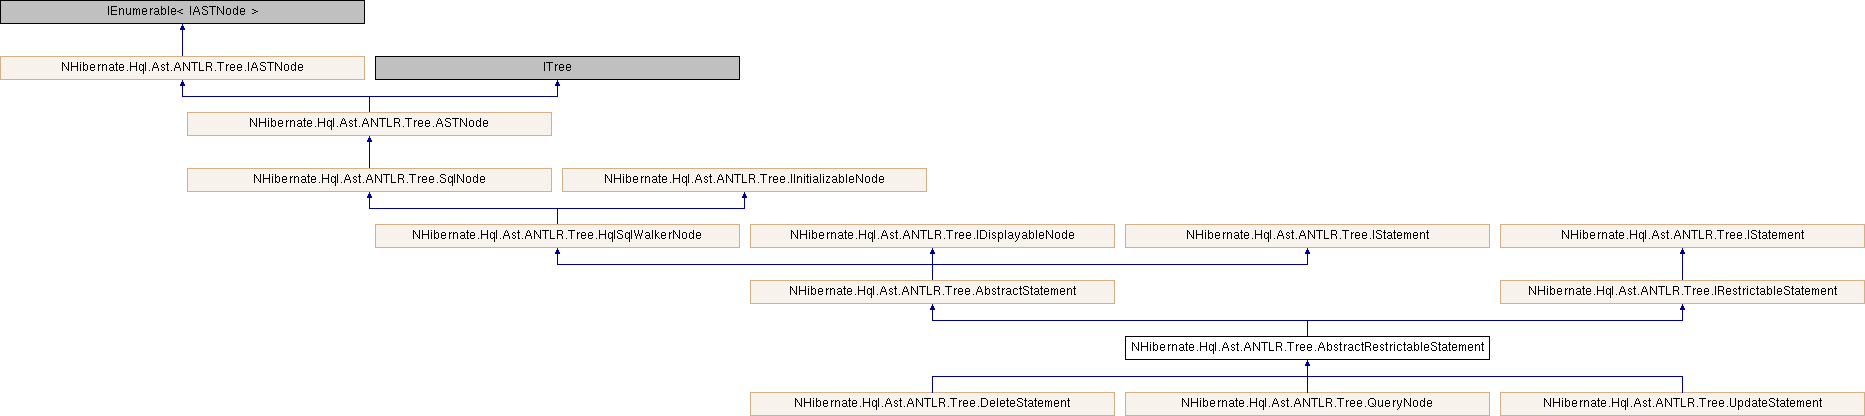 IEnumerable< IASTNode >
NHibernate.Hql.Ast.ANTLR.Tree.IASTNode
ITree
NHibernate.Hql.Ast.ANTLR.Tree.ASTNode
NHibernate.Hql.Ast.ANTLR.Tree.SqlNode
NHibernate.Hql.Ast.ANTLR.Tree.IInitializableNode
NHibernate.Hql.Ast.ANTLR.Tree.HqlSqlWalkerNode
NHibernate.Hql.Ast.ANTLR.Tree.IDisplayableNode
NHibernate.Hql.Ast.ANTLR.Tree.IStatement
NHibernate.Hql.Ast.ANTLR.Tree.IStatement
NHibernate.Hql.Ast.ANTLR.Tree.AbstractStatement
NHibernate.Hql.Ast.ANTLR.Tree.IRestrictableStatement
NHibernate.Hql.Ast.ANTLR.Tree.AbstractRestrictableStatement
NHibernate.Hql.Ast.ANTLR.Tree.DeleteStatement
NHibernate.Hql.Ast.ANTLR.Tree.QueryNode
NHibernate.Hql.Ast.ANTLR.Tree.UpdateStatement